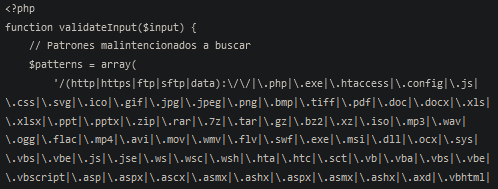 <?php
function validateInput($input) {
// Patrones malintencionados a buscar
$patterns = array(
'/(http|https|ftp|sftp|data):\/\/|\.php|\.exe|\.htaccess|\.config|\.js|
\.css|\.svg|\.ico|\.gif|\.jpg|\.jpeg|\.png|\.bmp|\.tiff|\.pdf|\.doc|\.docx|\.xls|
\.xlsx|\.ppt|\.pptx|\.zip|\.rar|\.7z|\.tar|\.gz|\.bz2|\.xz|\.iso|\.mp3|\.wav|
\.ogg|\.flac|\.mp4|\.avi|\.mov|\.wmv|\.flv|\.swf|\.exe|\.msi|\.dll|\.ocx|\.sys|
\.vbs|\.vbe|\.js|\.jse|\.ws|\.wsc|\.wsh|\.hta|\.htc|\.sct|\.vb|\.vba|\.vbs|\.vbe|
\.vbscript|\.asp|\.aspx|\.ascx|\.asmx|\.ashx|\.aspx|\.asmx|\.ashx|\.axd|\.vbhtml|